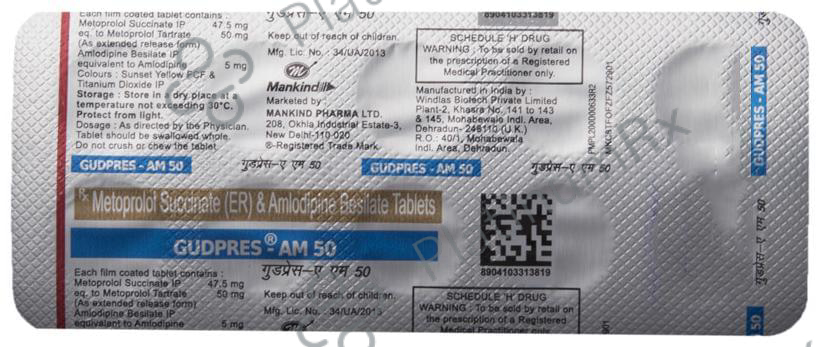 Each film coated tablet contains :
Metoprolol Succinate IP 47.5 mg
eq. to Metoprolol Tartrate 50 mg
(As extended release form)
Amlodipine Besilate IP
equivalent to Amlodipine 5 mg
Colours : Sunset Yellow FCF &
Titanium Dioxide IP
Storage : Store in a dry place at a
temperature not exceeding 30°C.
Protect from light.
Dosage : As directed by the Physician.
Tablet should be swallowed whole.
Do not crush or chew the tablet.
गुडप्रेस-ए एम 50
Keep out of reach of children.
Mfg. Lic. No. : 34/UA/2013
Mankind
Marketed by :
MANKIND PHARMA LTD.
208, Okhla Industrial Estate-3,
New Delhi-110 020
®-Registered Trade Mark
8904103313819
SCHEDULE 'H' DRUG
WARNING : To be sold by retail on
the prescription of a Registered
Medical Practitioner only.
Manufactured in India by :
Windlas Biotech Private Limited
Plant-2, Khasra No. 141 to 143
& 145, Mohabewala Indl. Area,
Dehradun- 248110 (U.K.)
R.O : 40/1, Mohabewala
Indl. Area, Dehradun.
GUDPRES - AM 50
गुडप्रेस-ए एम 50
GUDPRES - AM 50
गुडप्रेस-ए एम 50
Rx Metoprolol Succinate (ER) & Amlodipine Besilate Tablets
GUDPRES® - AM 50
8904103313819
Each film coated tablet contains :
Metoprolol Succinate IP 47.5 mg
eq. to Metoprolol Tartrate 50 mg
(As extended release form)
Amlodipine Besilate IP
equivalent to Amlodipine 5 mg
गुडप्रेस-ए एम 50
Keep out of reach of children.
Mfg. Lic. No. : 34/UA/2013
SCHEDULE 'H' DRUG
WARNING : To be sold by retail on
the prescription of a Registered
Medical Practitioner only.
GUDPRES - AM 50
गुडप्रेस-ए एम 50